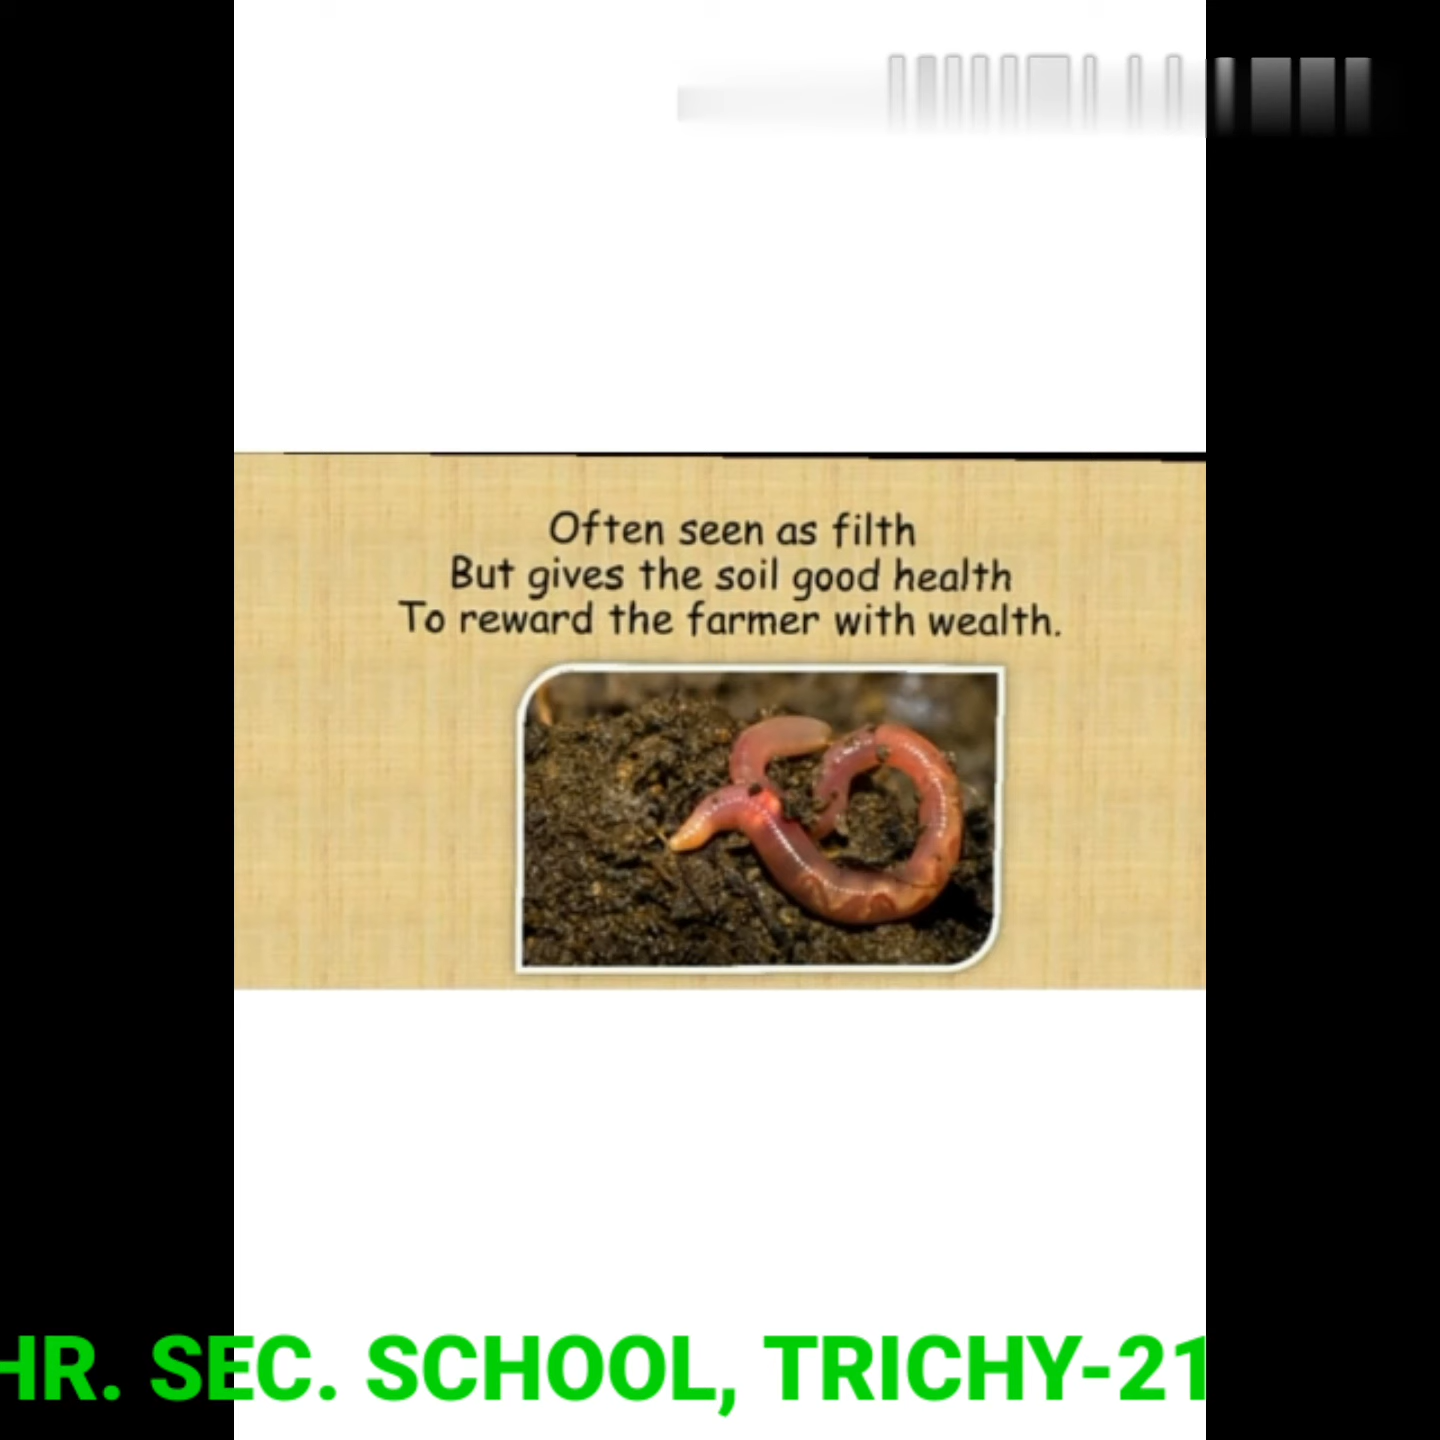 Often seen as filth
But gives the soil good health
To reward the farmer with wealth.
HR. SEC. SCHOOL, TRICHY-21